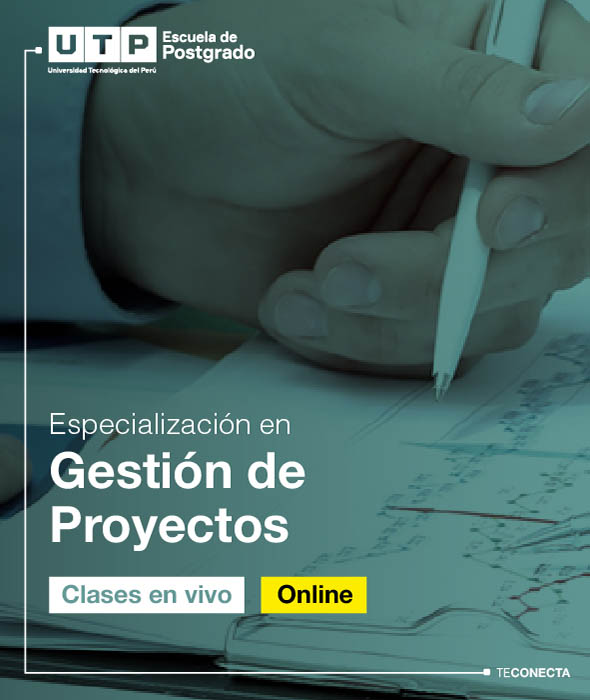 UTP
Universidad Tecnológica del Perú
Escuela de
Postgrado
Especialización en
Gestión de
Proyectos
Clases en vivo
Online
TECONECTA